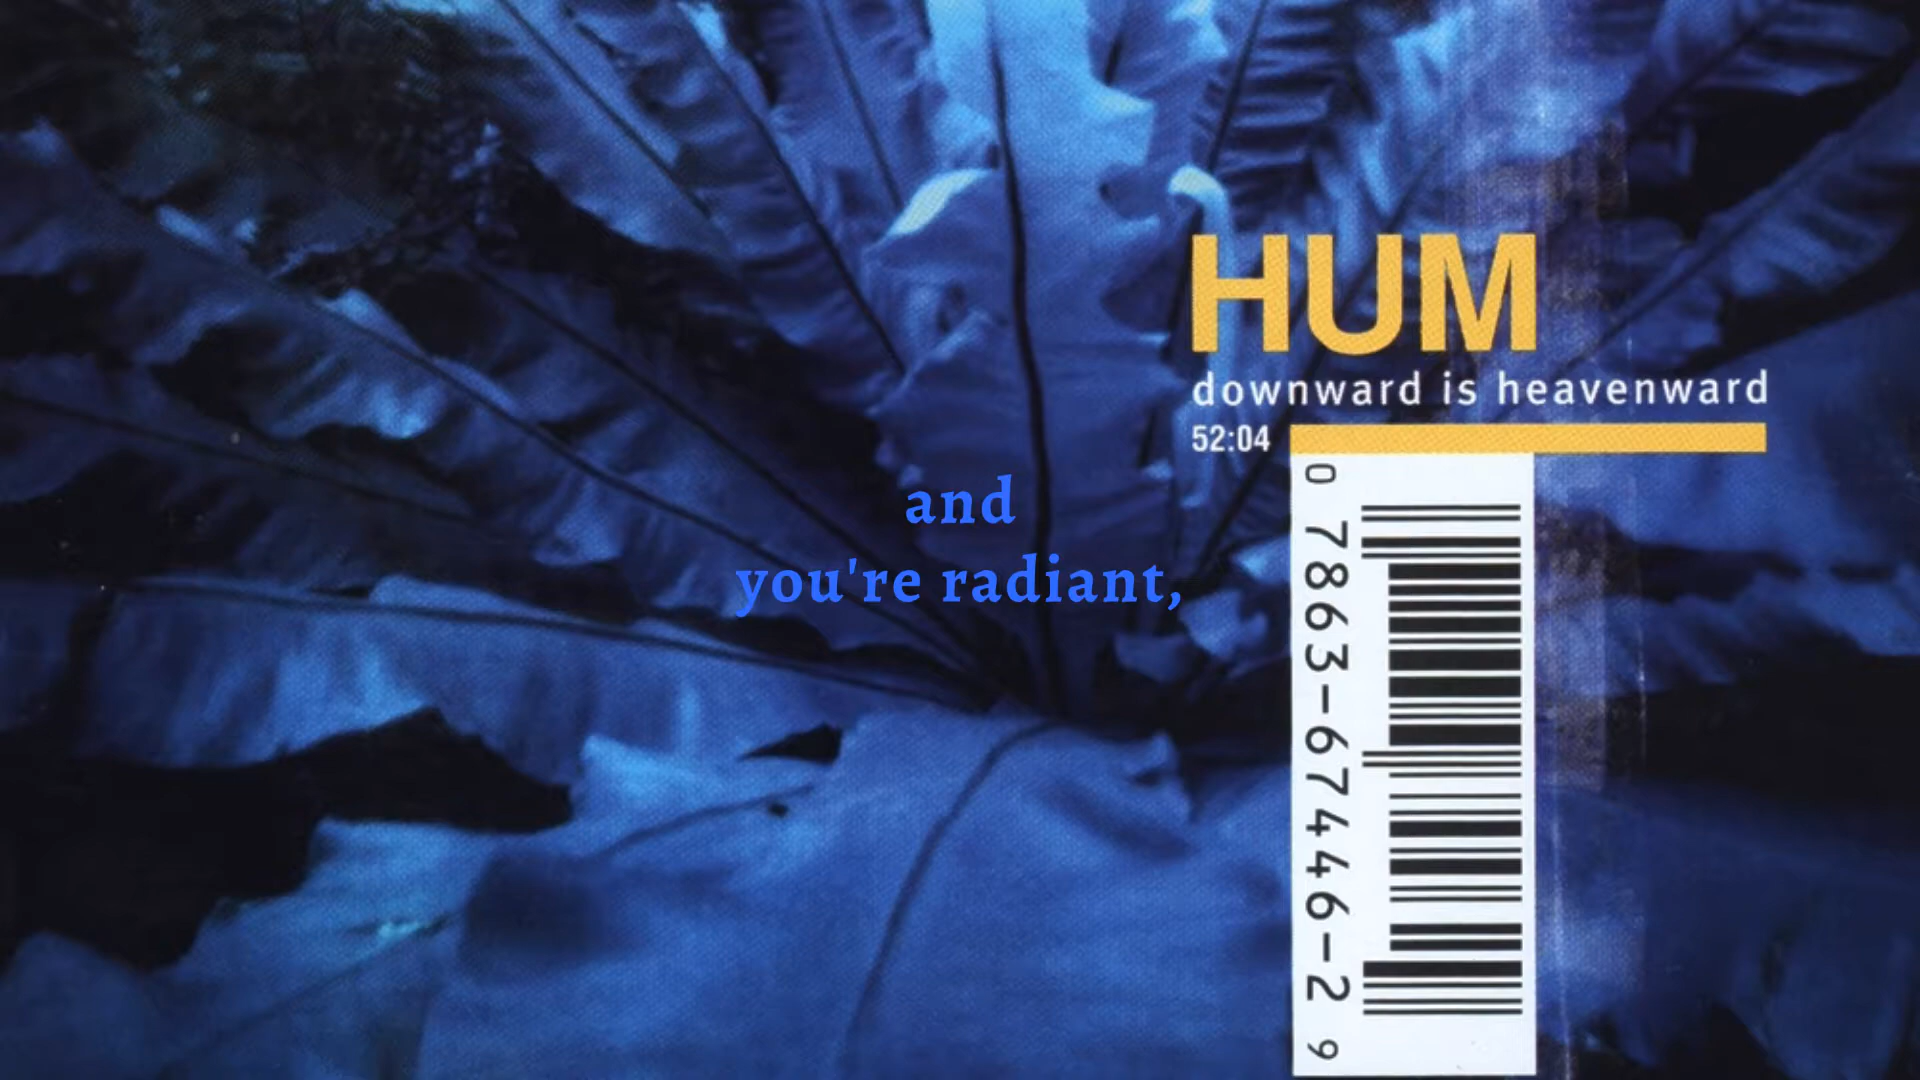 HUM
downward is heavenward
52:04
and
you're radiant,
0 7863-67446-2 9